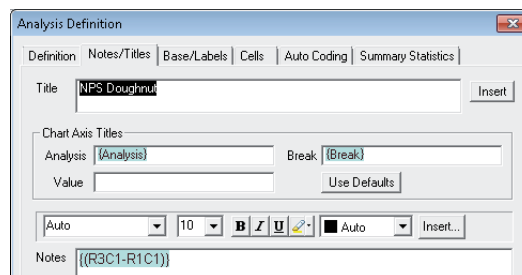 Analysis Definition
Definition Notes/Titles Base/Labels Cells Auto Coding Summary Statistics
Title NPS Doughnut Insert
Chart Axis Titles
Analysis {Analysis} Break {Break}
Value Use Defaults
Auto 10 B I U Auto Insert...
Notes {(R3C1-R1C1)}